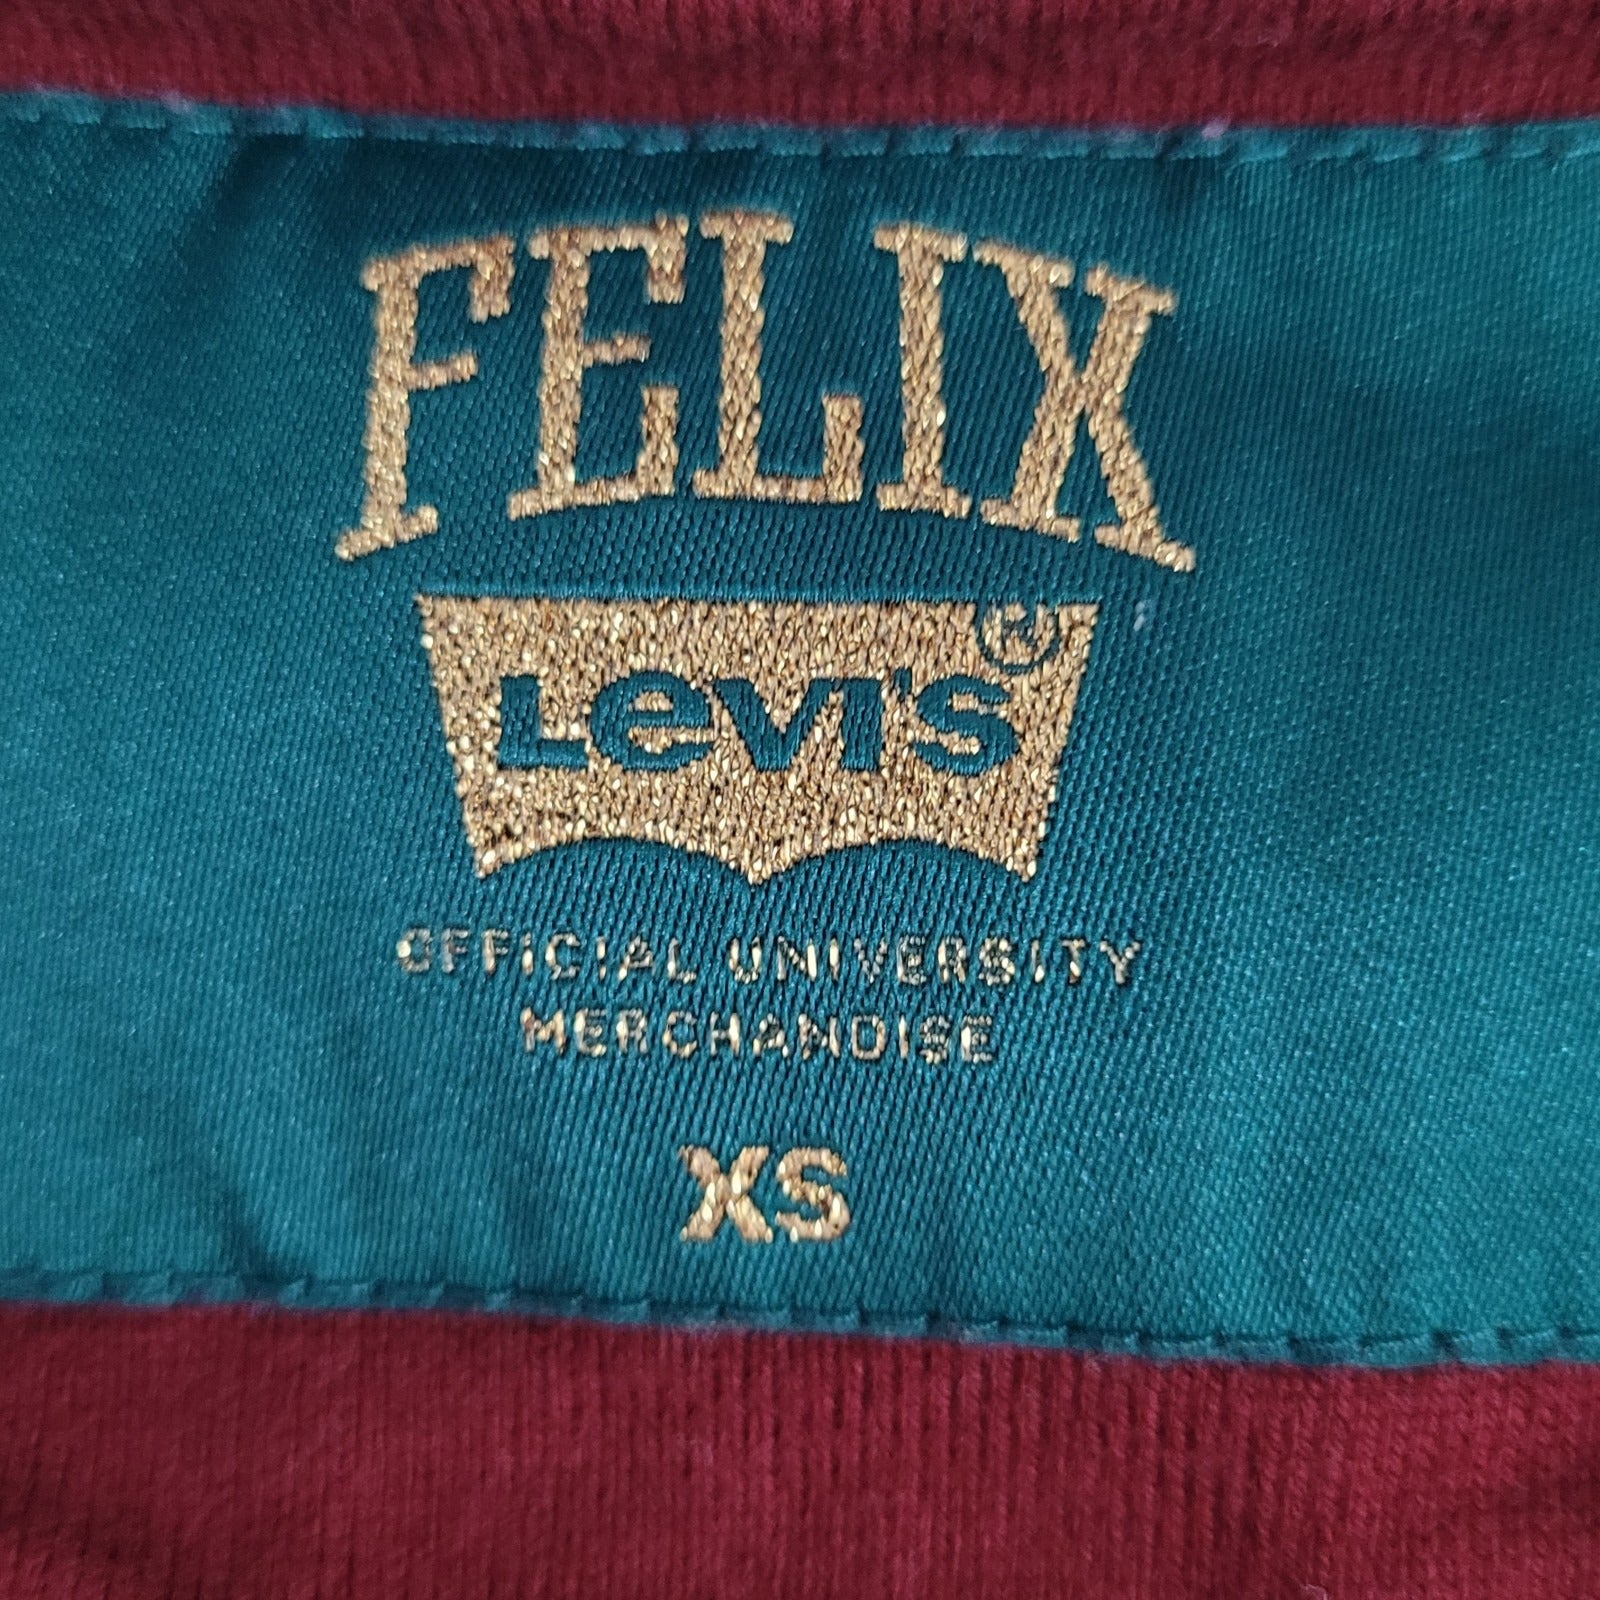 FELIX
Levi's®
OFFICIAL UNIVERSITY
MERCHANDISE
XS